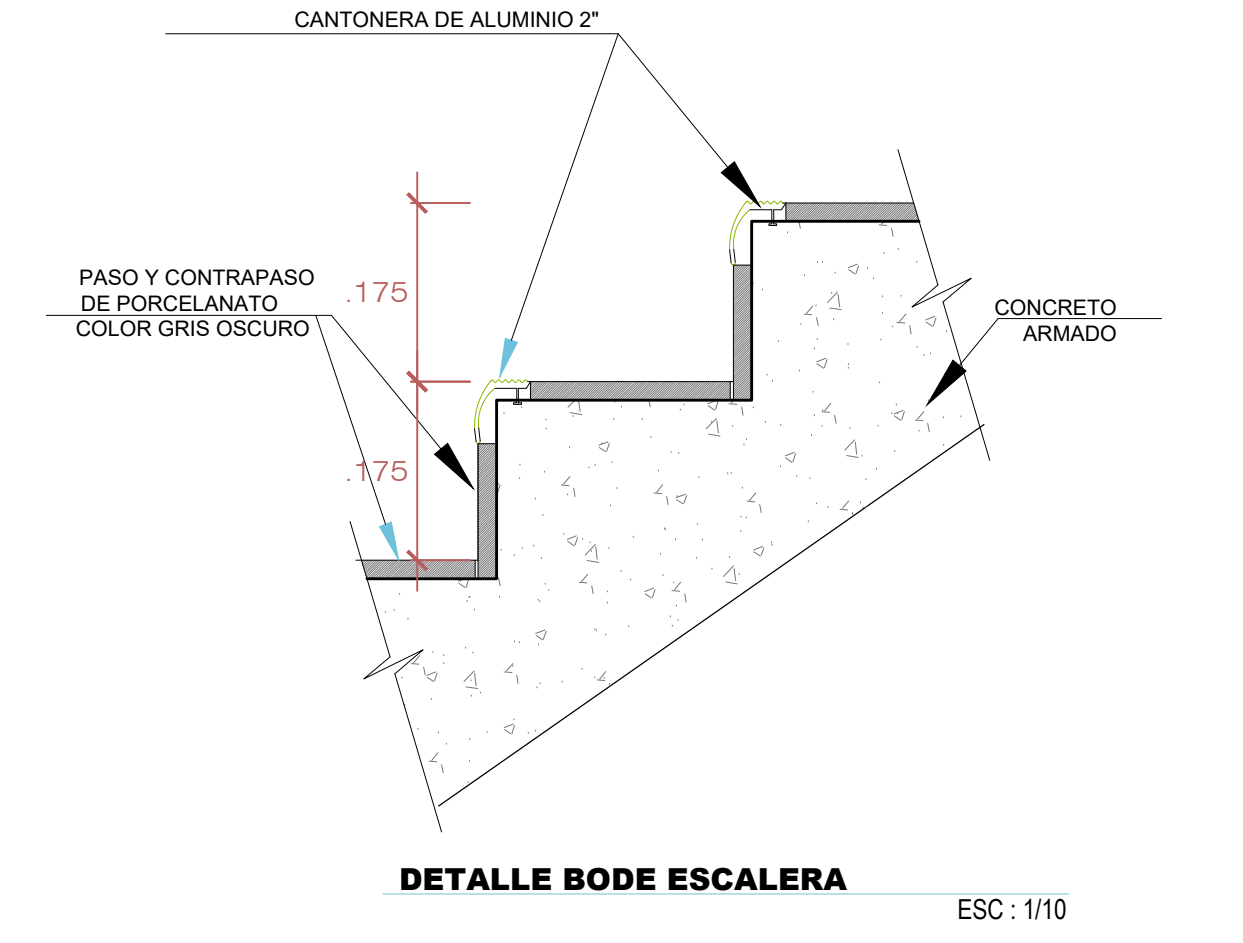 CANTONERA DE ALUMINIO 2"
PASO Y CONTRAPASO
DE PORCELANATO
COLOR GRIS OSCURO
.175
.175
CONCRETO
ARMADO
DETALLE BODE ESCALERA
ESC : 1/10